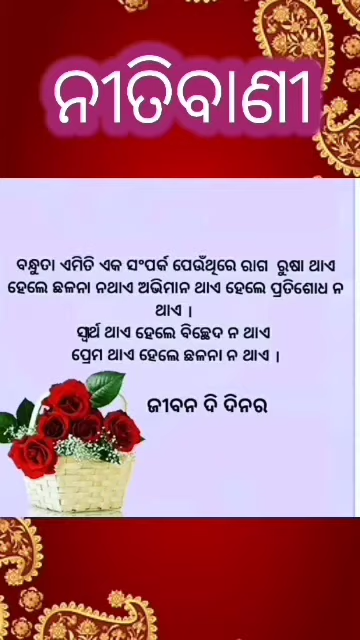 ନୀତିବାଣୀ
ବନ୍ଧୁତା ଏମିତି ଏକ ସଂପର୍କ ପେଉଁଥିରେ ରାଗ ରୁଷା ଥାଏ
ହେଲେ ଛଳନା ନଥାଏ ଅଭିମାନ ଥାଏ ହେଲେ ପ୍ରତିଶୋଧ ନ
ଥାଏ ।
ସ୍ୱାର୍ଥ ଥାଏ ହେଲେ ବିଚ୍ଛେଦ ନ ଥାଏ
ପ୍ରେମ ଥାଏ ହେଲେ ଛଳନା ନ ଥାଏ ।
ଜୀବନ ଦି ଦିନର